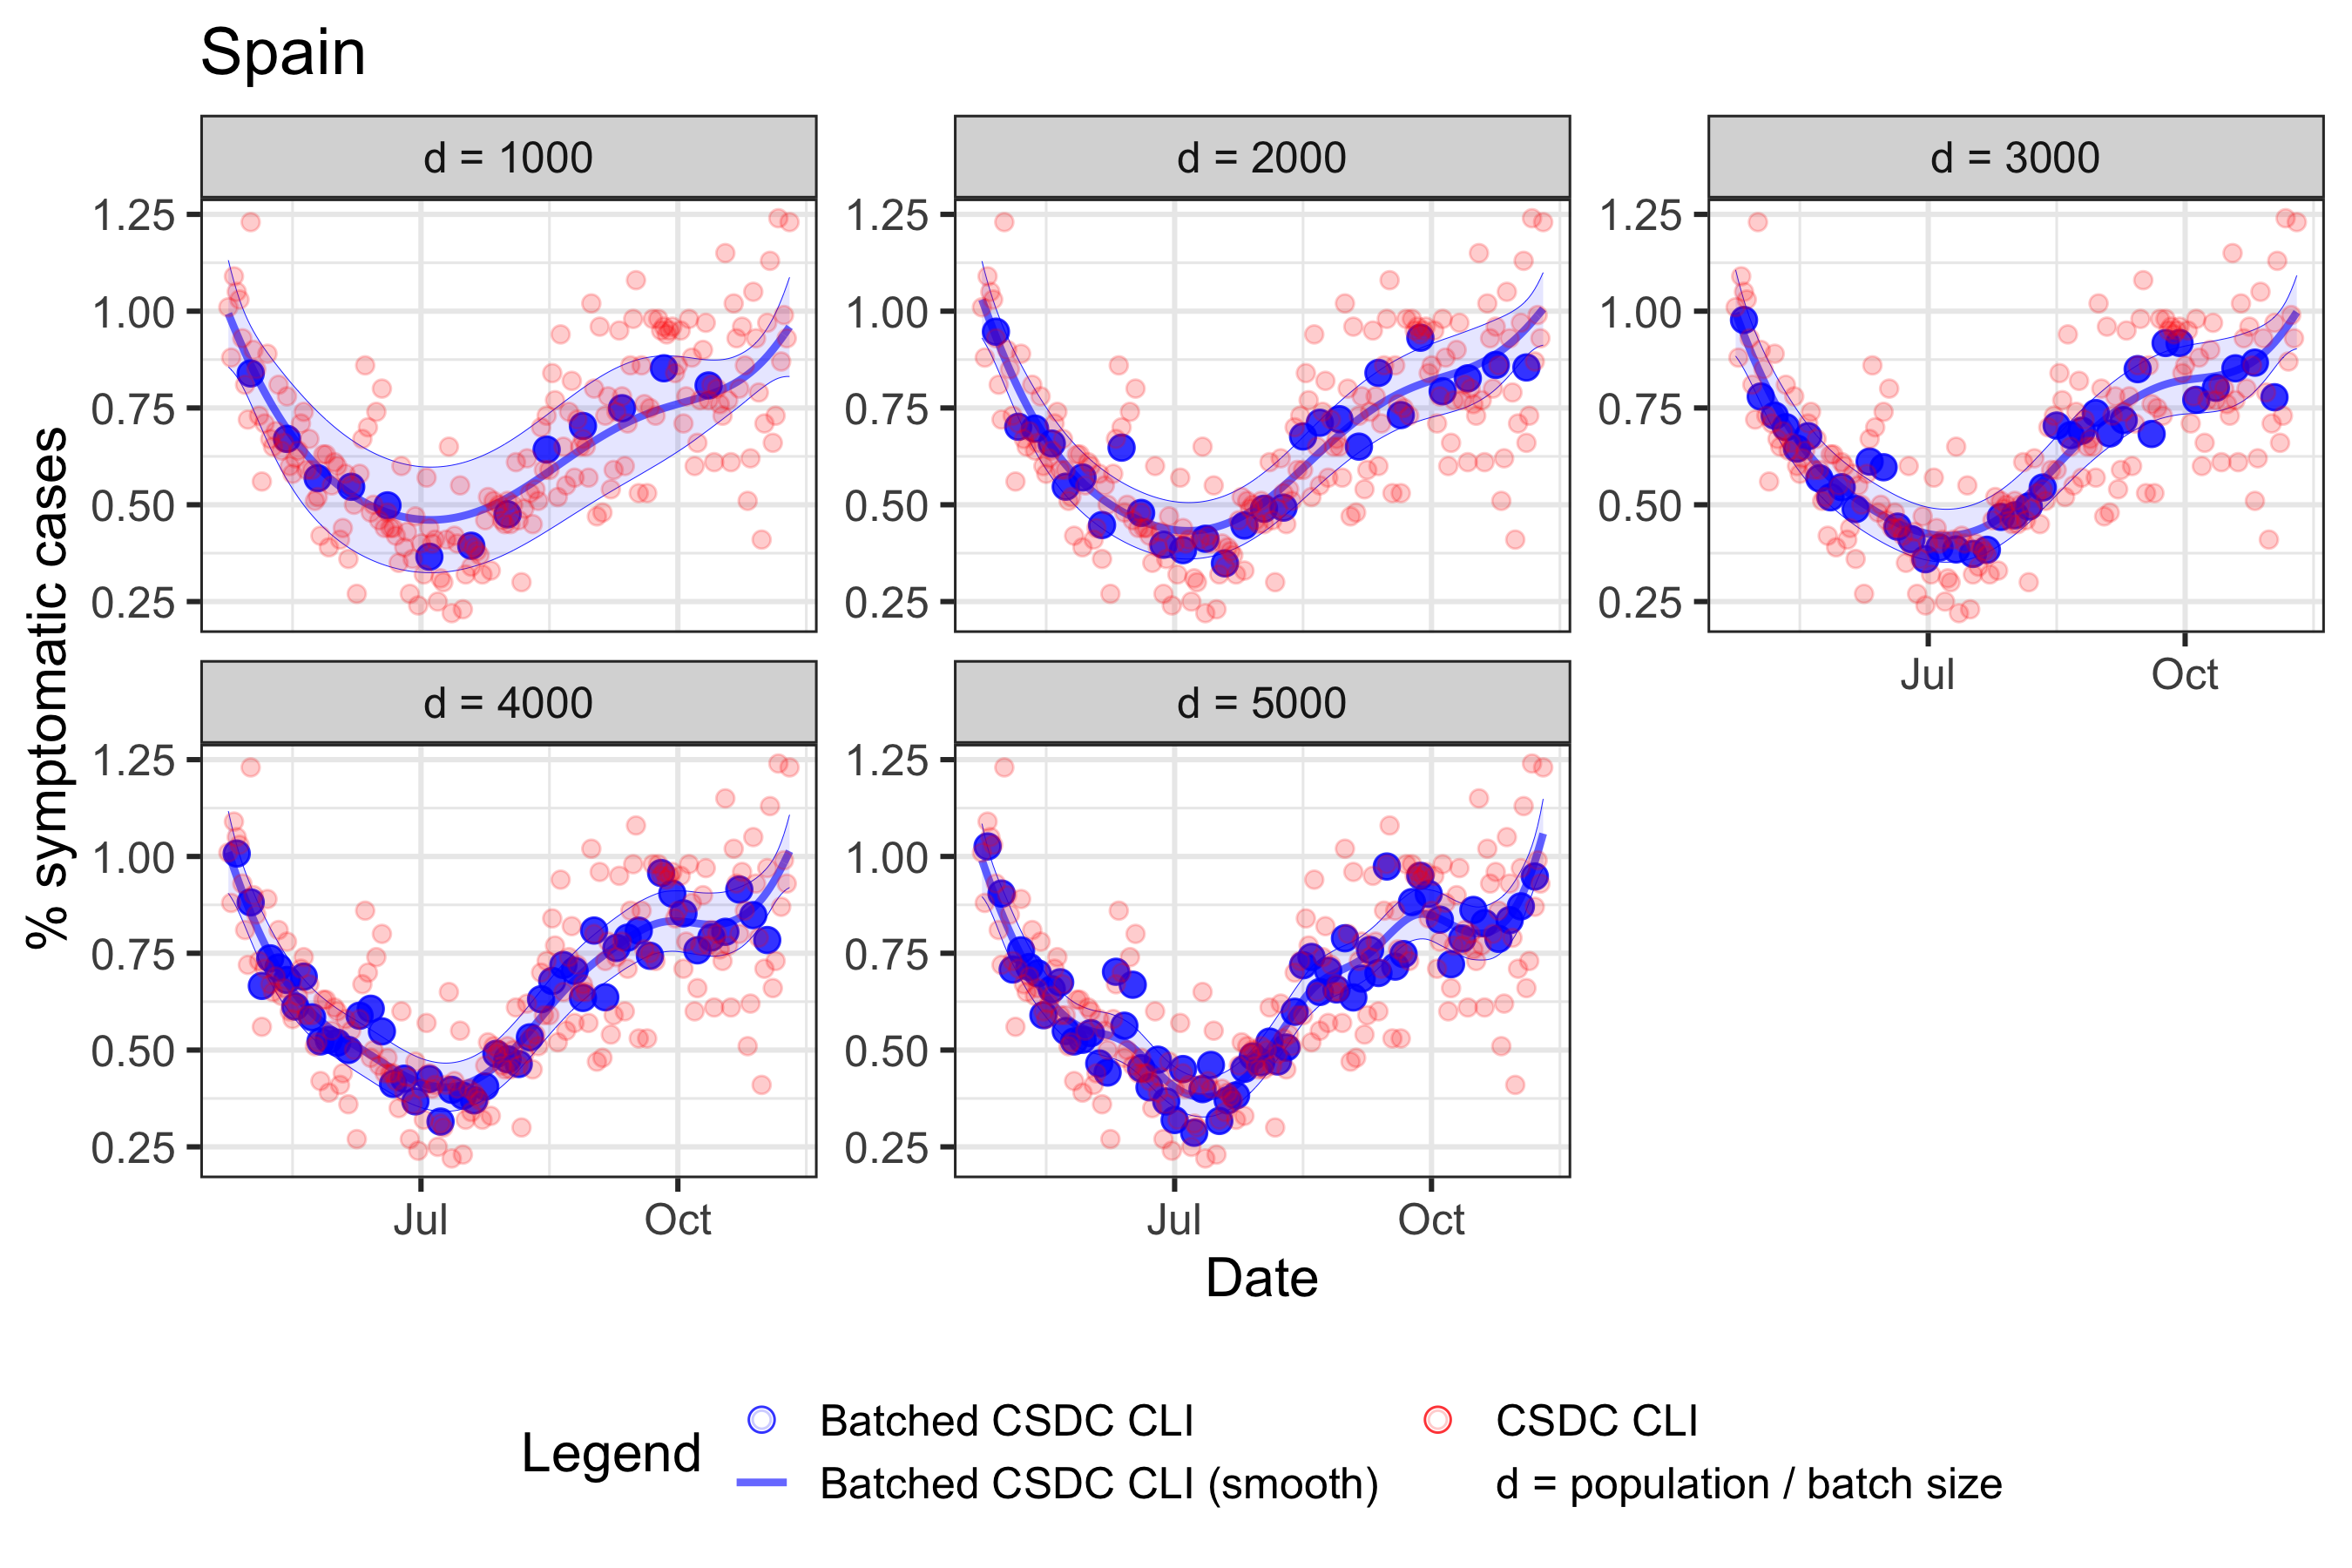 Spain
d = 1000
d = 2000
d = 3000
1.25
1.00
0.75
0.50
0.25
1.25
1.00
0.75
0.50
0.25
1.25
1.00
0.75
0.50
0.25
Jul
Oct
% symptomatic cases
d = 4000
d = 5000
1.25
1.00
0.75
0.50
0.25
1.25
1.00
0.75
0.50
0.25
Jul
Oct
Jul
Oct
Date
Legend
Batched CSDC CLI
CSDC CLI
Batched CSDC CLI (smooth)
d = population / batch size